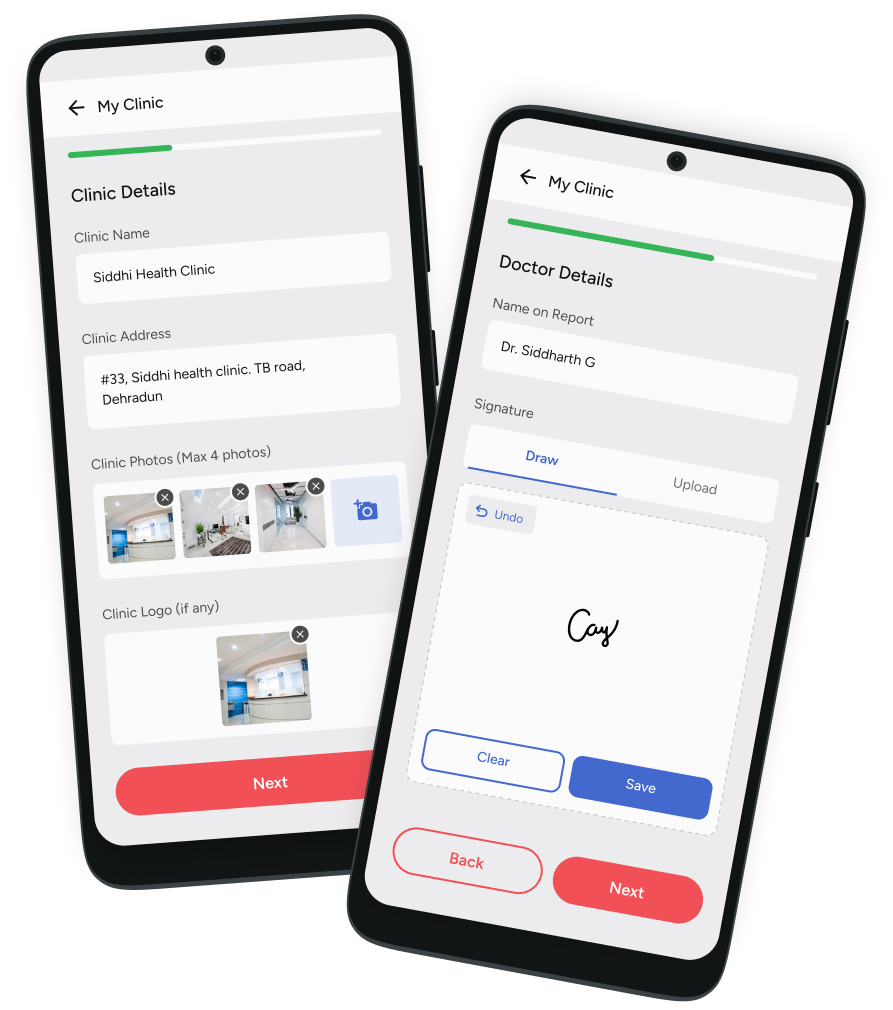 My Clinic
Clinic Details
Clinic Name
Siddhi Health Clinic
Clinic Address
#33, Siddhi health clinic. TB road,
Dehradun
Clinic Photos (Max 4 photos)
Clinic Logo (if any)
Next
My Clinic
Doctor Details
Name on Report
Dr. Siddharth G
Signature
Draw
Upload
Undo
Cay
Clear
Save
Back
Next